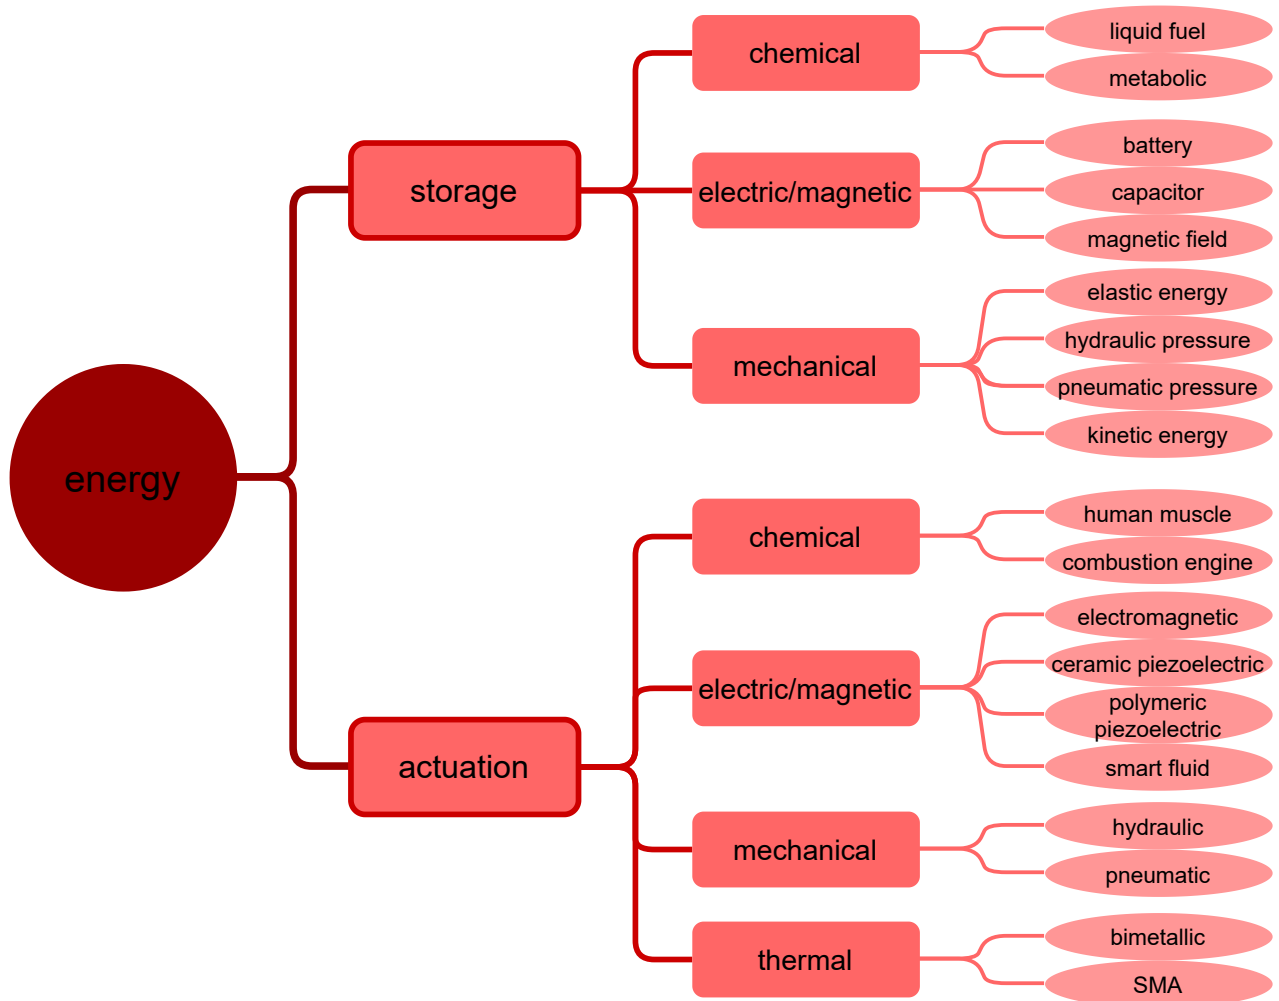 energy
storage
chemical
liquid fuel
metabolic
electric/magnetic
battery
capacitor
magnetic field
mechanical
elastic energy
hydraulic pressure
pneumatic pressure
kinetic energy
actuation
chemical
human muscle
combustion engine
electric/magnetic
electromagnetic
ceramic piezoelectric
polymeric
piezoelectric
smart fluid
mechanical
hydraulic
pneumatic
thermal
bimetallic
SMA